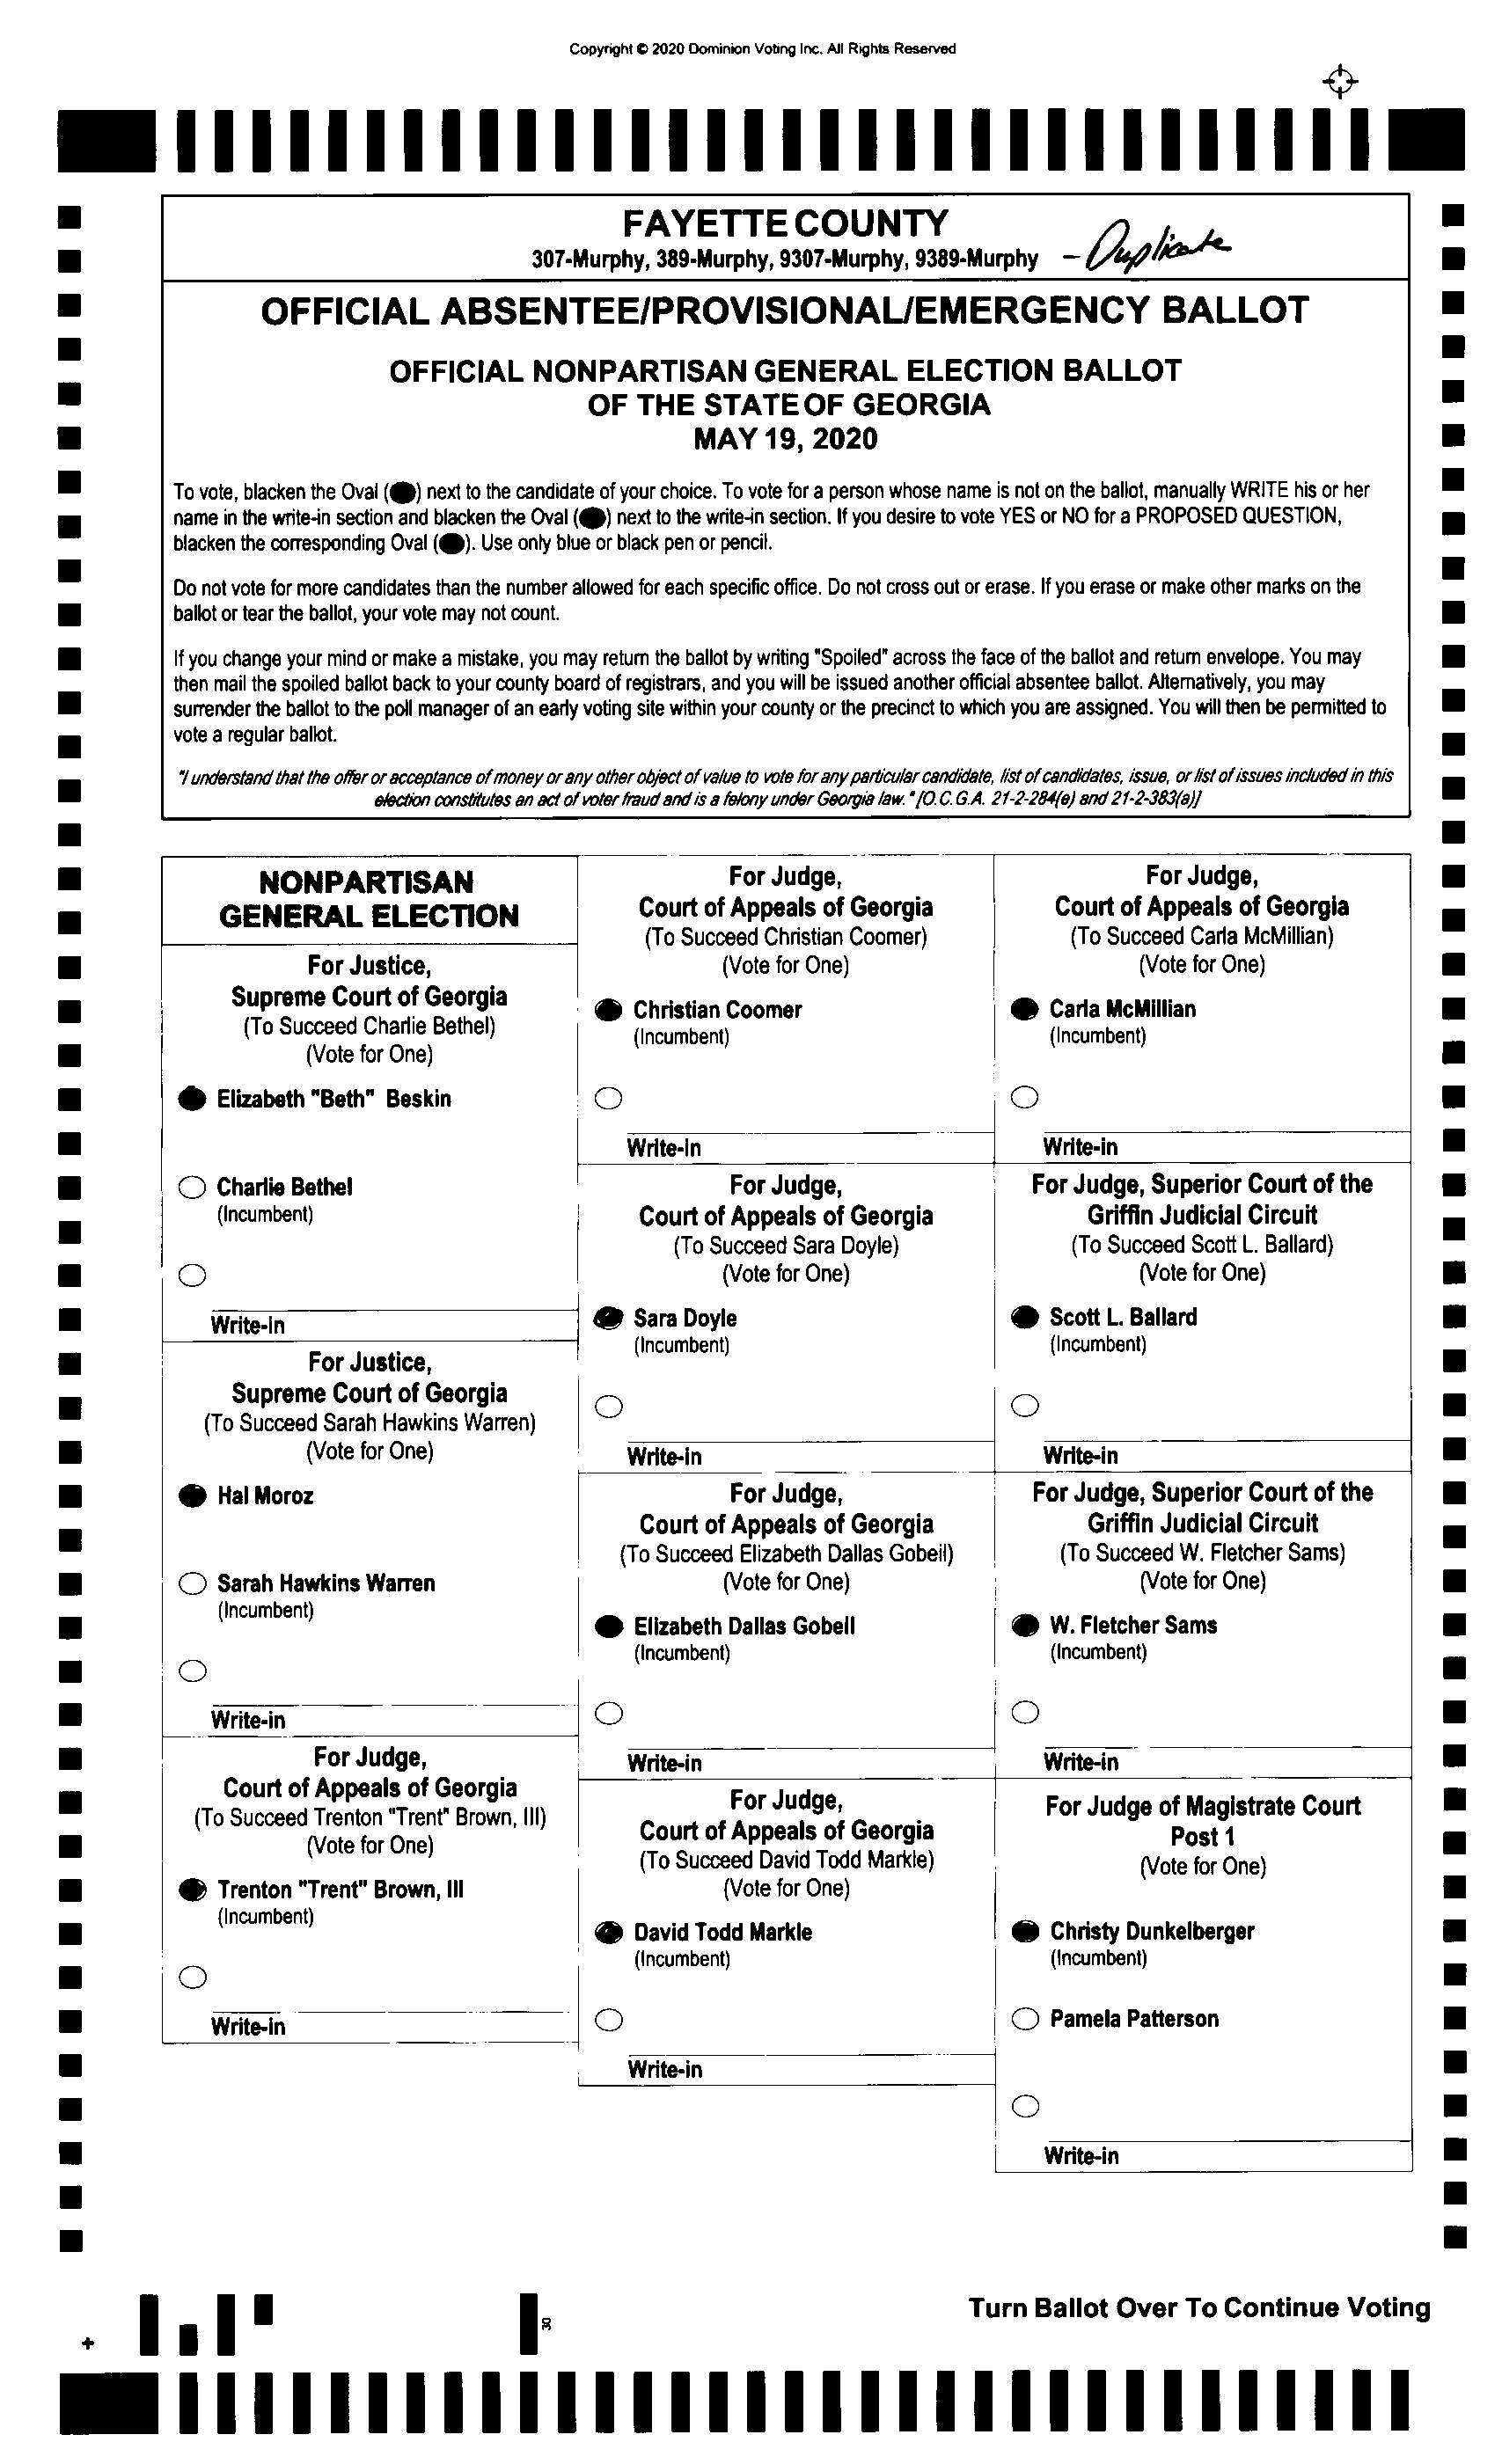 Copyright © 2020 Dominion Voting Inc. All Rights Reserved
FAYETTE COUNTY
307-Murphy, 389-Murphy, 9307-Murphy, 9389-Murphy - Duplicate
OFFICIAL ABSENTEE/PROVISIONAL/EMERGENCY BALLOT
OFFICIAL NONPARTISAN GENERAL ELECTION BALLOT
OF THE STATE OF GEORGIA
MAY 19, 2020
To vote, blacken the Oval ( ) next to the candidate of your choice. To vote for a person whose name is not on the ballot, manually WRITE his or her
name in the write-in section and blacken the Oval ( ) next to the write-in section. If you desire to vote YES or NO for a PROPOSED QUESTION,
blacken the corresponding Oval ( ). Use only blue or black pen or pencil.
Do not vote for more candidates than the number allowed for each specific office. Do not cross out or erase. If you erase or make other marks on the
ballot or tear the ballot, your vote may not count.
If you change your mind or make a mistake, you may return the ballot by writing "Spoiled" across the face of the ballot and return envelope. You may
then mail the spoiled ballot back to your county board of registrars, and you will be issued another official absentee ballot. Alternatively, you may
surrender the ballot to the poll manager of an early voting site within your county or the precinct to which you are assigned. You will then be permitted to
vote a regular ballot.
"I understand that the offer or acceptance of money or any other object of value to vote for any particular candidate, list of candidates, issue, or list of issues included in this
election constitutes an act of voter fraud and is a felony under Georgia law." [O.C.G.A. 21-2-284(e) and 21-2-383(a)]
NONPARTISAN
GENERAL ELECTION
For Justice,
Supreme Court of Georgia
(To Succeed Charlie Bethel)
(Vote for One)
Elizabeth "Beth" Beskin
Charlie Bethel
(Incumbent)
Write-in
For Justice,
Supreme Court of Georgia
(To Succeed Sarah Hawkins Warren)
(Vote for One)
Hal Moroz
Sarah Hawkins Warren
(Incumbent)
Write-in
For Judge,
Court of Appeals of Georgia
(To Succeed Trenton "Trent" Brown, III)
(Vote for One)
Trenton "Trent" Brown, III
(Incumbent)
Write-in
For Judge,
Court of Appeals of Georgia
(To Succeed Christian Coomer)
(Vote for One)
Christian Coomer
(Incumbent)
Write-in
For Judge,
Court of Appeals of Georgia
(To Succeed Sara Doyle)
(Vote for One)
Sara Doyle
(Incumbent)
Write-in
For Judge,
Court of Appeals of Georgia
(To Succeed Elizabeth Dallas Gobeil)
(Vote for One)
Elizabeth Dallas Gobeil
(Incumbent)
Write-in
For Judge,
Court of Appeals of Georgia
(To Succeed David Todd Markle)
(Vote for One)
David Todd Markle
(Incumbent)
Write-in
For Judge,
Court of Appeals of Georgia
(To Succeed Carla McMillian)
(Vote for One)
Carla McMillian
(Incumbent)
Write-in
For Judge, Superior Court of the
Griffin Judicial Circuit
(To Succeed Scott L. Ballard)
(Vote for One)
Scott L. Ballard
(Incumbent)
Write-in
For Judge, Superior Court of the
Griffin Judicial Circuit
(To Succeed W. Fletcher Sams)
(Vote for One)
W. Fletcher Sams
(Incumbent)
Write-in
For Judge of Magistrate Court
Post 1
(Vote for One)
Christy Dunkelberger
(Incumbent)
Pamela Patterson
Write-in
30
Turn Ballot Over To Continue Voting